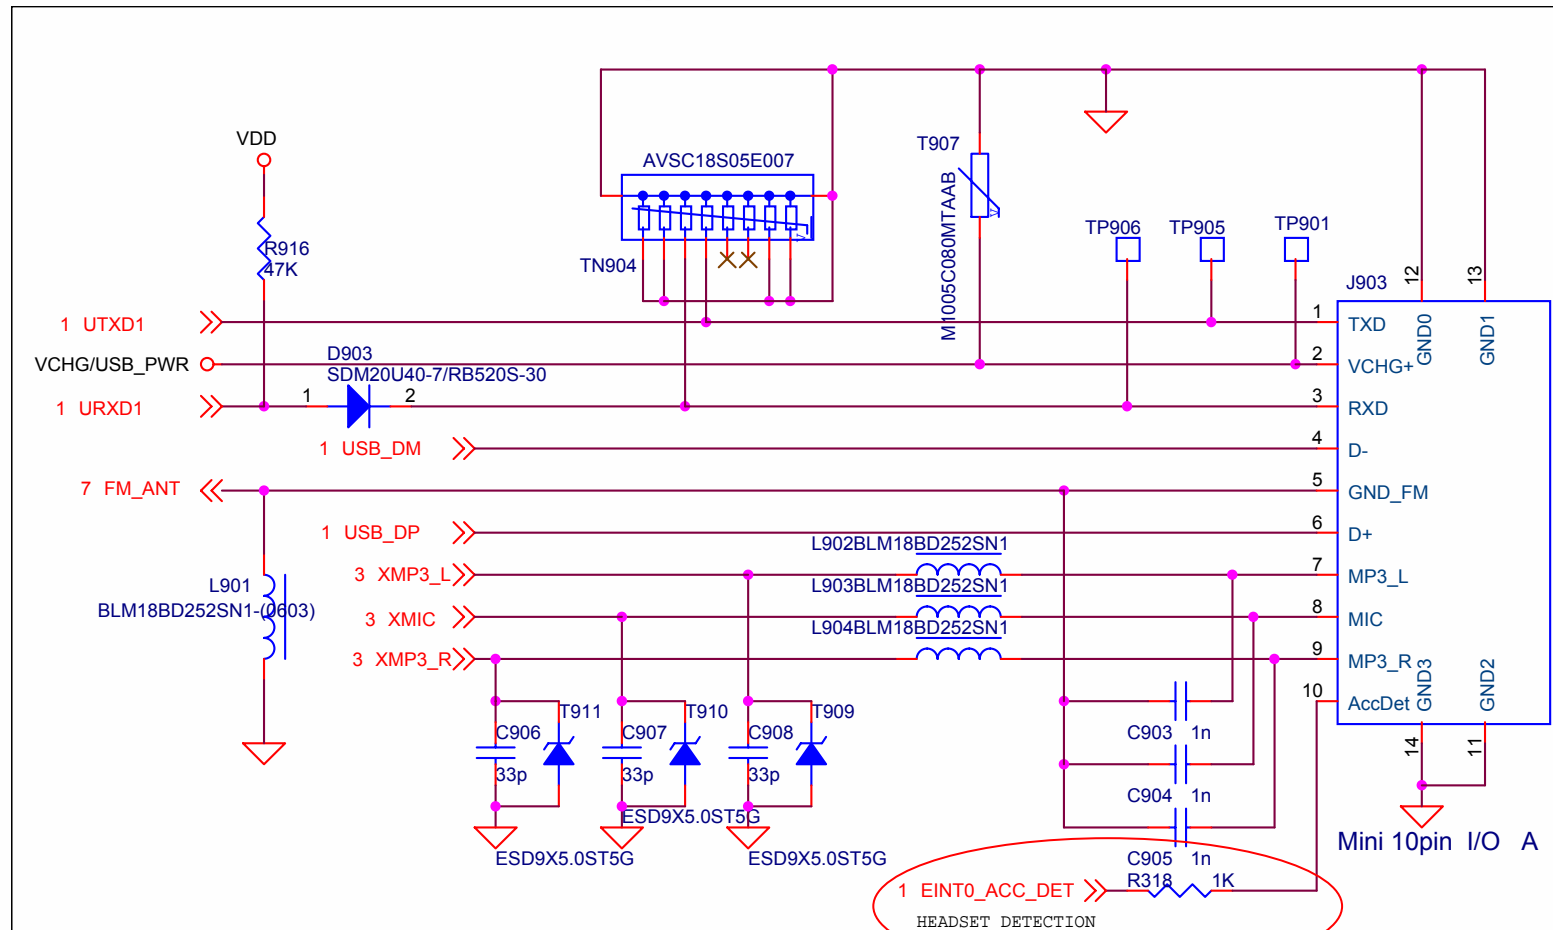 VDD
AVSC18S05E007
T907
M1005C080MTAAB
V
V
TP906
TP905
TP901
R916
47K
TN904
J903
12
13
1 UTXD1
1
TXD
GND0
GND1
VCHG/USB_PWR
2
VCHG+
D903
SDM20U40-7/RB520S-30
1 URXD1
1
2
3
RXD
1 USB_DM
4
D-
7 FM_ANT
5
GND_FM
1 USB_DP
6
D+
L902BLM18BD252SN1
3 XMP3_L
7
MP3_L
L901
BLM18BD252SN1-(0603)
L903BLM18BD252SN1
3 XMIC
8
MIC
L904BLM18BD252SN1
3 XMP3_R
9
MP3_R
GND3
GND2
10
AccDet
T911
T910
T909
C906
C907
C908
33p
33p
33p
C903 1n
14
11
C904 1n
ESD9X5.0ST5G
ESD9X5.0ST5G
ESD9X5.0ST5G
Mini 10pin I/O A
C905 1n
1 EINT0_ACC_DET
R318 1K
HEADSET DETECTION